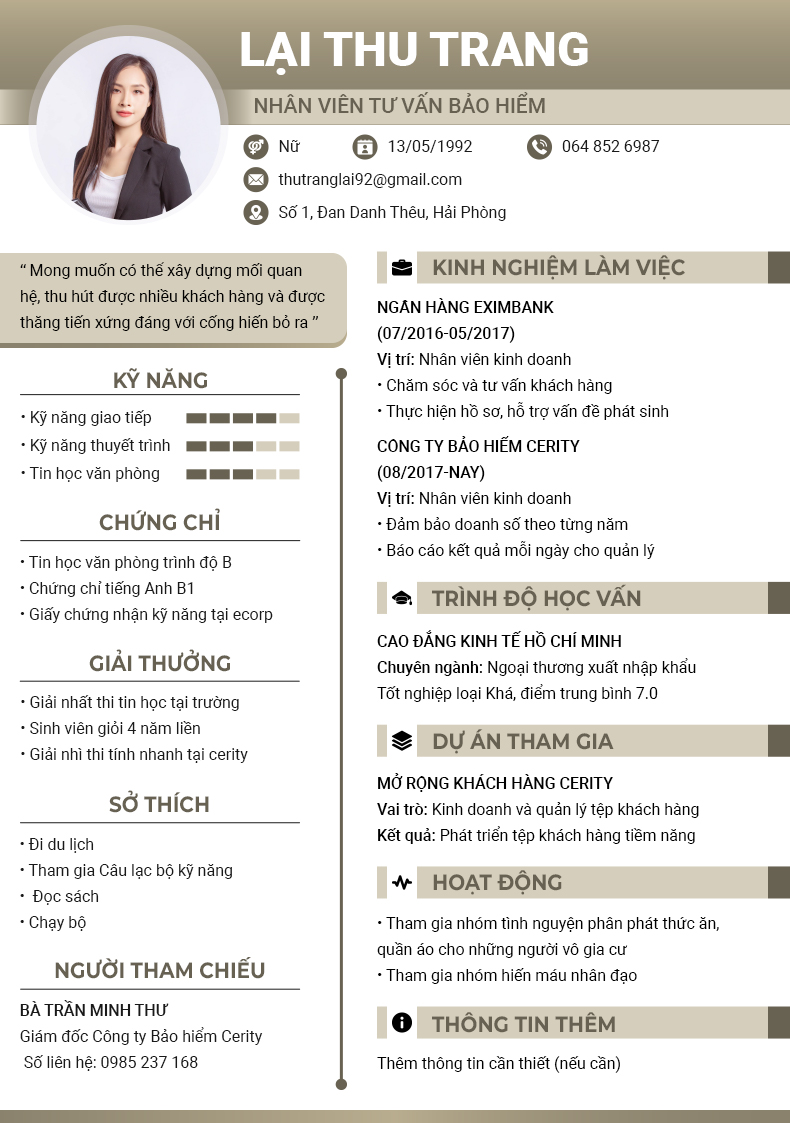 LẠI THU TRANG
NHÂN VIÊN TƯ VẤN BẢO HIỂM
Nữ
13/05/1992
064 852 6987
thutranglai92@gmail.com
Số 1, Đan Danh Thêu, Hải Phòng
“ Mong muốn có thể xây dựng mối quan
hệ, thu hút được nhiều khách hàng và được
thăng tiến xứng đáng với cống hiến bỏ ra ”
KỸ NĂNG
• Kỹ năng giao tiếp
• Kỹ năng thuyết trình
• Tin học văn phòng
CHỨNG CHỈ
• Tin học văn phòng trình độ B
• Chứng chỉ tiếng Anh B1
• Giấy chứng nhận kỹ năng tại ecorp
GIẢI THƯỞNG
• Giải nhất thi tin học tại trường
• Sinh viên giỏi 4 năm liền
• Giải nhì thi tính nhanh tại cerity
SỞ THÍCH
• Đi du lịch
• Tham gia Câu lạc bộ kỹ năng
• Đọc sách
• Chạy bộ
NGƯỜI THAM CHIẾU
BÀ TRẦN MINH THƯ
Giám đốc Công ty Bảo hiểm Cerity
Số liên hệ: 0985 237 168
KINH NGHIỆM LÀM VIỆC
NGÂN HÀNG EXIMBANK
(07/2016-05/2017)
Vị trí: Nhân viên kinh doanh
• Chăm sóc và tư vấn khách hàng
• Thực hiện hồ sơ, hỗ trợ vấn đề phát sinh
CÔNG TY BẢO HIỂM CERITY
(08/2017-NAY)
Vị trí: Nhân viên kinh doanh
• Đảm bảo doanh số theo từng năm
• Báo cáo kết quả mỗi ngày cho quản lý
TRÌNH ĐỘ HỌC VẤN
CAO ĐẲNG KINH TẾ HỒ CHÍ MINH
Chuyên ngành: Ngoại thương xuất nhập khẩu
Tốt nghiệp loại Khá, điểm trung bình 7.0
DỰ ÁN THAM GIA
MỞ RỘNG KHÁCH HÀNG CERITY
Vai trò: Kinh doanh và quản lý tệp khách hàng
Kết quả: Phát triển tệp khách hàng tiềm năng
HOẠT ĐỘNG
• Tham gia nhóm tình nguyện phân phát thức ăn,
quần áo cho những người vô gia cư
• Tham gia nhóm hiến máu nhân đạo
THÔNG TIN THÊM
Thêm thông tin cần thiết (nếu cần)